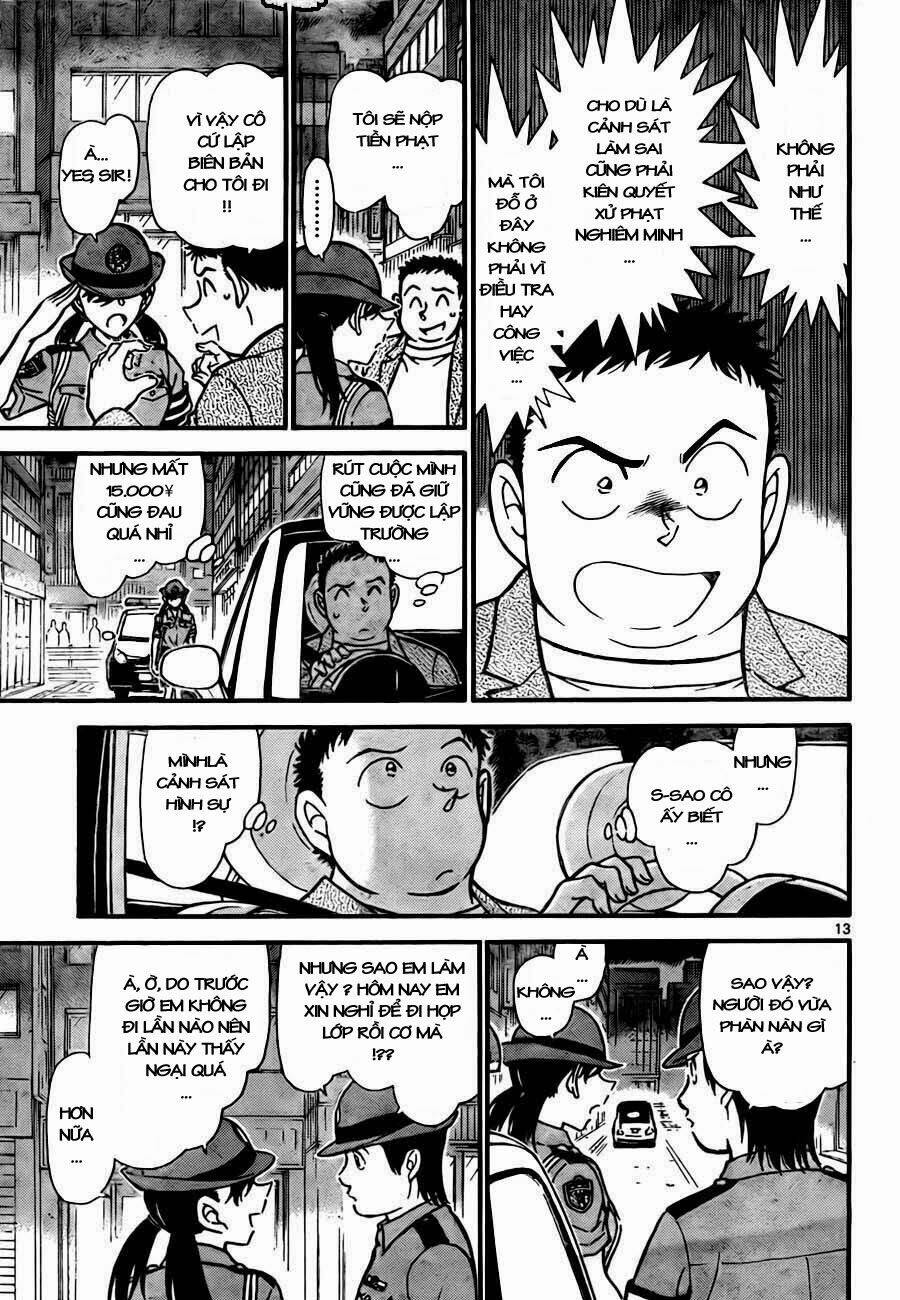 KHÔNG
PHẢI
NHƯ
THẾ
...
CHO DÙ LÀ
CẢNH SÁT
LÀM SAI
CŨNG PHẢI
KIÊN QUYẾT
XỬ PHẠT
NGHIÊM MINH
...
MÀ TÔI
ĐỖ Ở
ĐÂY
KHÔNG
PHẢI VÌ
ĐIỀU TRA
HAY
CÔNG
VIỆC
...
TÔI SẼ NỘP
TIỀN PHẠT
...
.........
VÌ VẬY CÔ
CỨ LẬP
BIÊN BẢN
CHO TÔI ĐI
!!
À...
YES, SIR!
RÚT CUỘC MÌNH
CŨNG ĐÃ GIỮ
VỮNG ĐƯỢC LẬP
TRƯỜNG
...
NHƯNG MẤT
15.000¥
CŨNG ĐAU
QUÁ NHỈ
...
NHƯNG
...
S-SAO CÔ
ẤY BIẾT
...
MÌNHLÀ
CẢNH SÁT
HÌNH SỰ
!?
13
SAO VẬY?
NGƯỜI ĐÓ VỪA
PHÀN NÀN GÌ
À?
À
...
KHÔNG
...
NHƯNG SAO EM LÀM
VẬY ? HÔM NAY EM
XIN NGHỈ ĐỂ ĐI HỌP
LỚP RỒI CƠ MÀ
!??
À, Ờ, DO TRƯỚC
GIỜ EM KHÔNG
ĐI LẦN NÀO NÊN
LẦN NÀY THẤY
NGẠI QUÁ
...
HƠN
NỮA
...